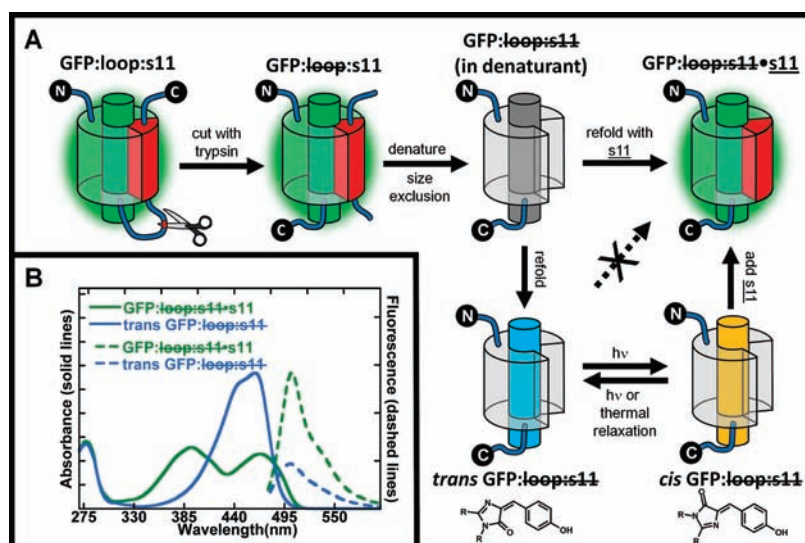 A
GFP:loop:s11
N
C
cut with
trypsin
GFP:loop:s11
N
C
denature
size
exclusion
GFP:loop:s11
(in denaturant)
N
C
refold with
s11
GFP:loop:s11•s11
N
C
refold
add s11
N
C
hν
hν or
thermal
relaxation
N
C
trans GFP:loop:s11
cis GFP:loop:s11
R
N
N
R
O
OH
O
R
N
N
R
OH
B
GFP:loop:s11•s11
trans GFP:loop:s11
GFP:loop:s11•s11
trans GFP:loop:s11
Absorbance (solid lines)
Fluorescence (dashed lines)
275 330 385 440 495 550
Wavelength(nm)